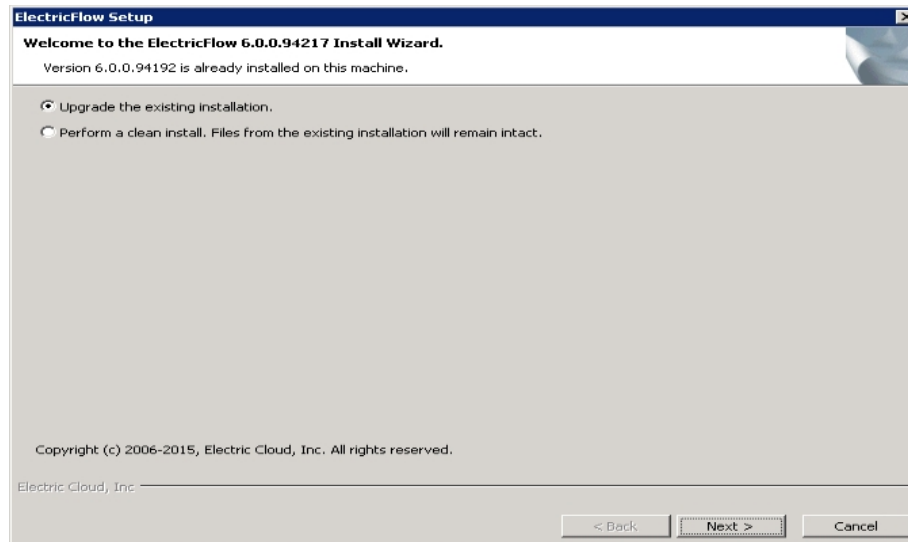 ElectricFlow Setup
Welcome to the ElectricFlow 6.0.0.94217 Install Wizard.
Version 6.0.0.94192 is already installed on this machine.
Upgrade the existing installation.
Perform a clean install. Files from the existing installation will remain intact.
Copyright (c) 2006-2015, Electric Cloud, Inc. All rights reserved.
Electric Cloud, Inc
< Back Next > Cancel